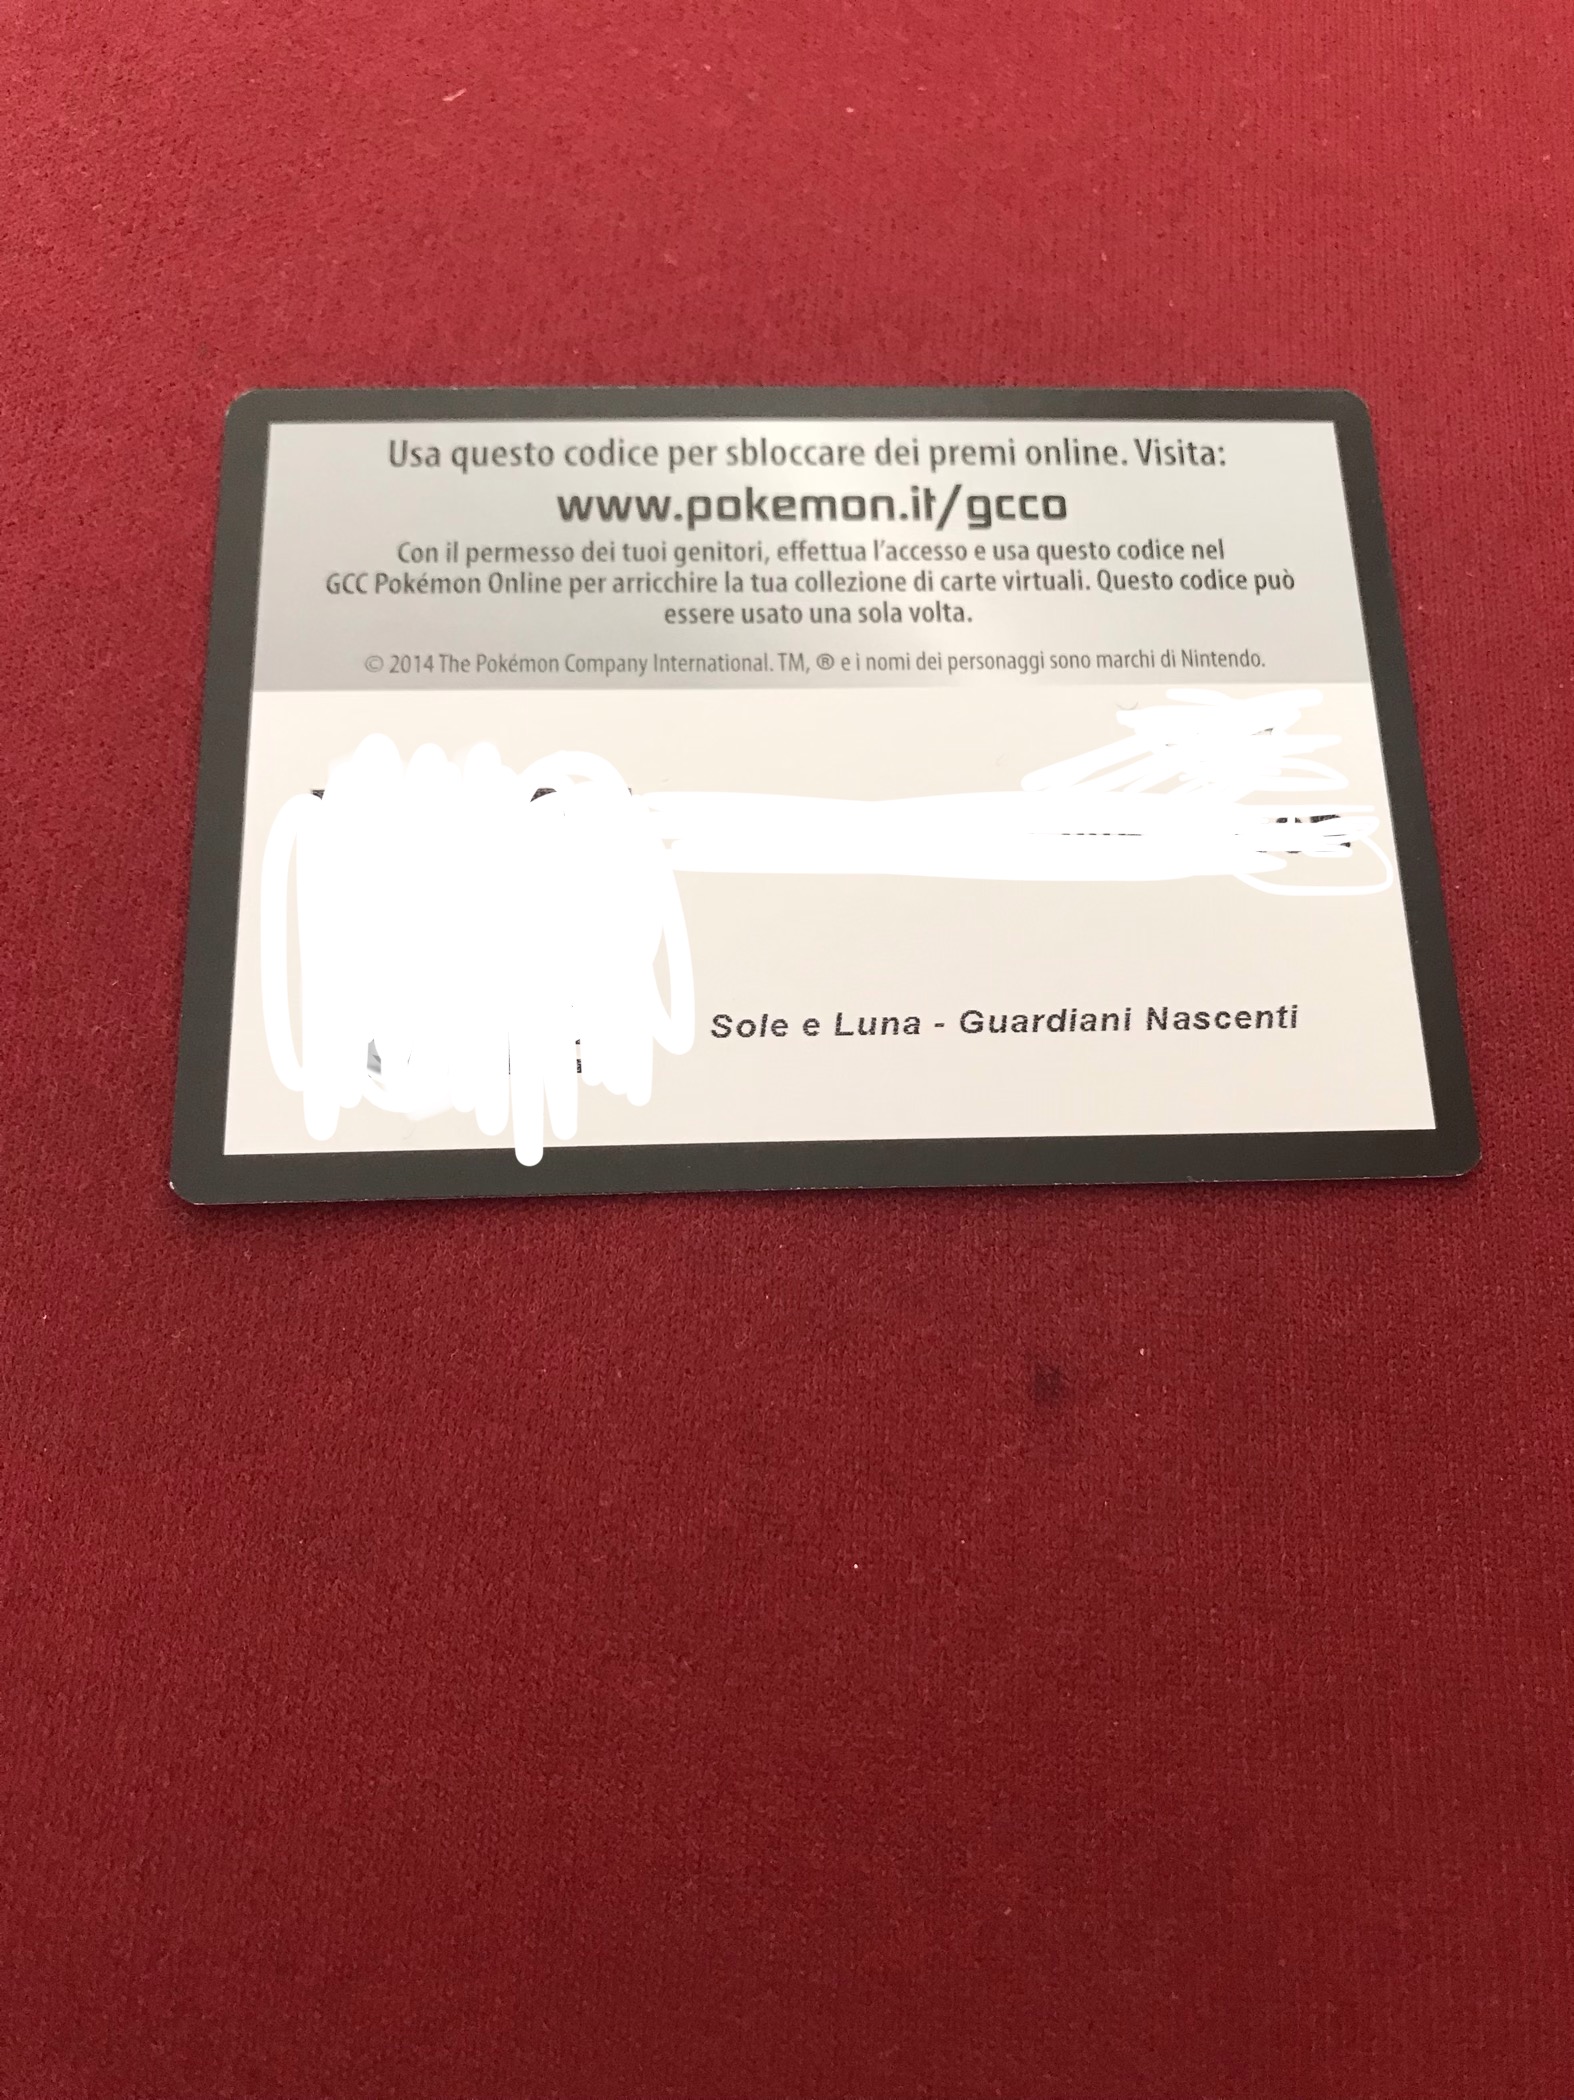 Usa questo codice per sbloccare dei premi online. Visita:
www.pokemon.it/gcco
Con il permesso dei tuoi genitori, effettua l'accesso e usa questo codice nel
GCC Pokémon Online per arricchire la tua collezione di carte virtuali. Questo codice può
essere usato una sola volta.
© 2014 The Pokémon Company International. TM, ® e i nomi dei personaggi sono marchi di Nintendo.
Sole e Luna - Guardiani Nascenti